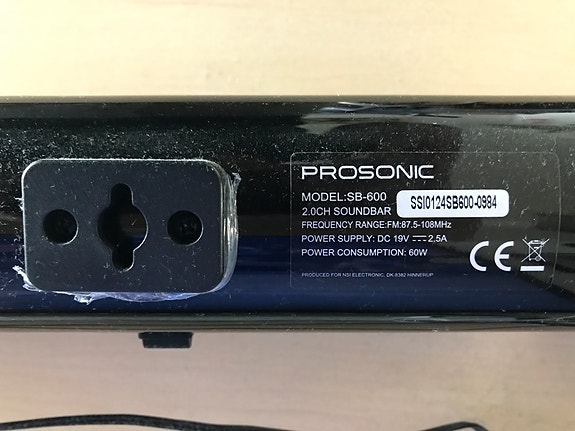 PROSONIC
MODEL:SB-600
SSI0124SB600-0984
2.0CH SOUNDBAR
FREQUENCY RANGE:FM:87.5-108MHz
POWER SUPPLY: DC 19V 2.5A
POWER CONSUMPTION: 60W
CE
PRODUCED FOR NSI ELECTRONIC, DK-8382 HINNERUP